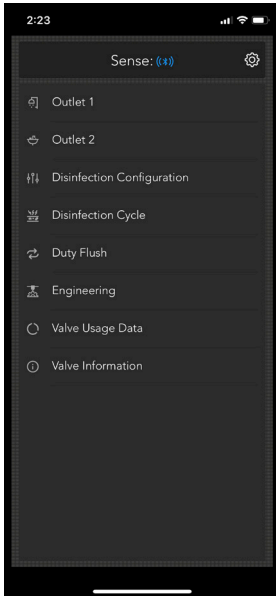 2:23
Sense:
Outlet 1
Outlet 2
Disinfection Configuration
Disinfection Cycle
Duty Flush
Engineering
Valve Usage Data
Valve Information